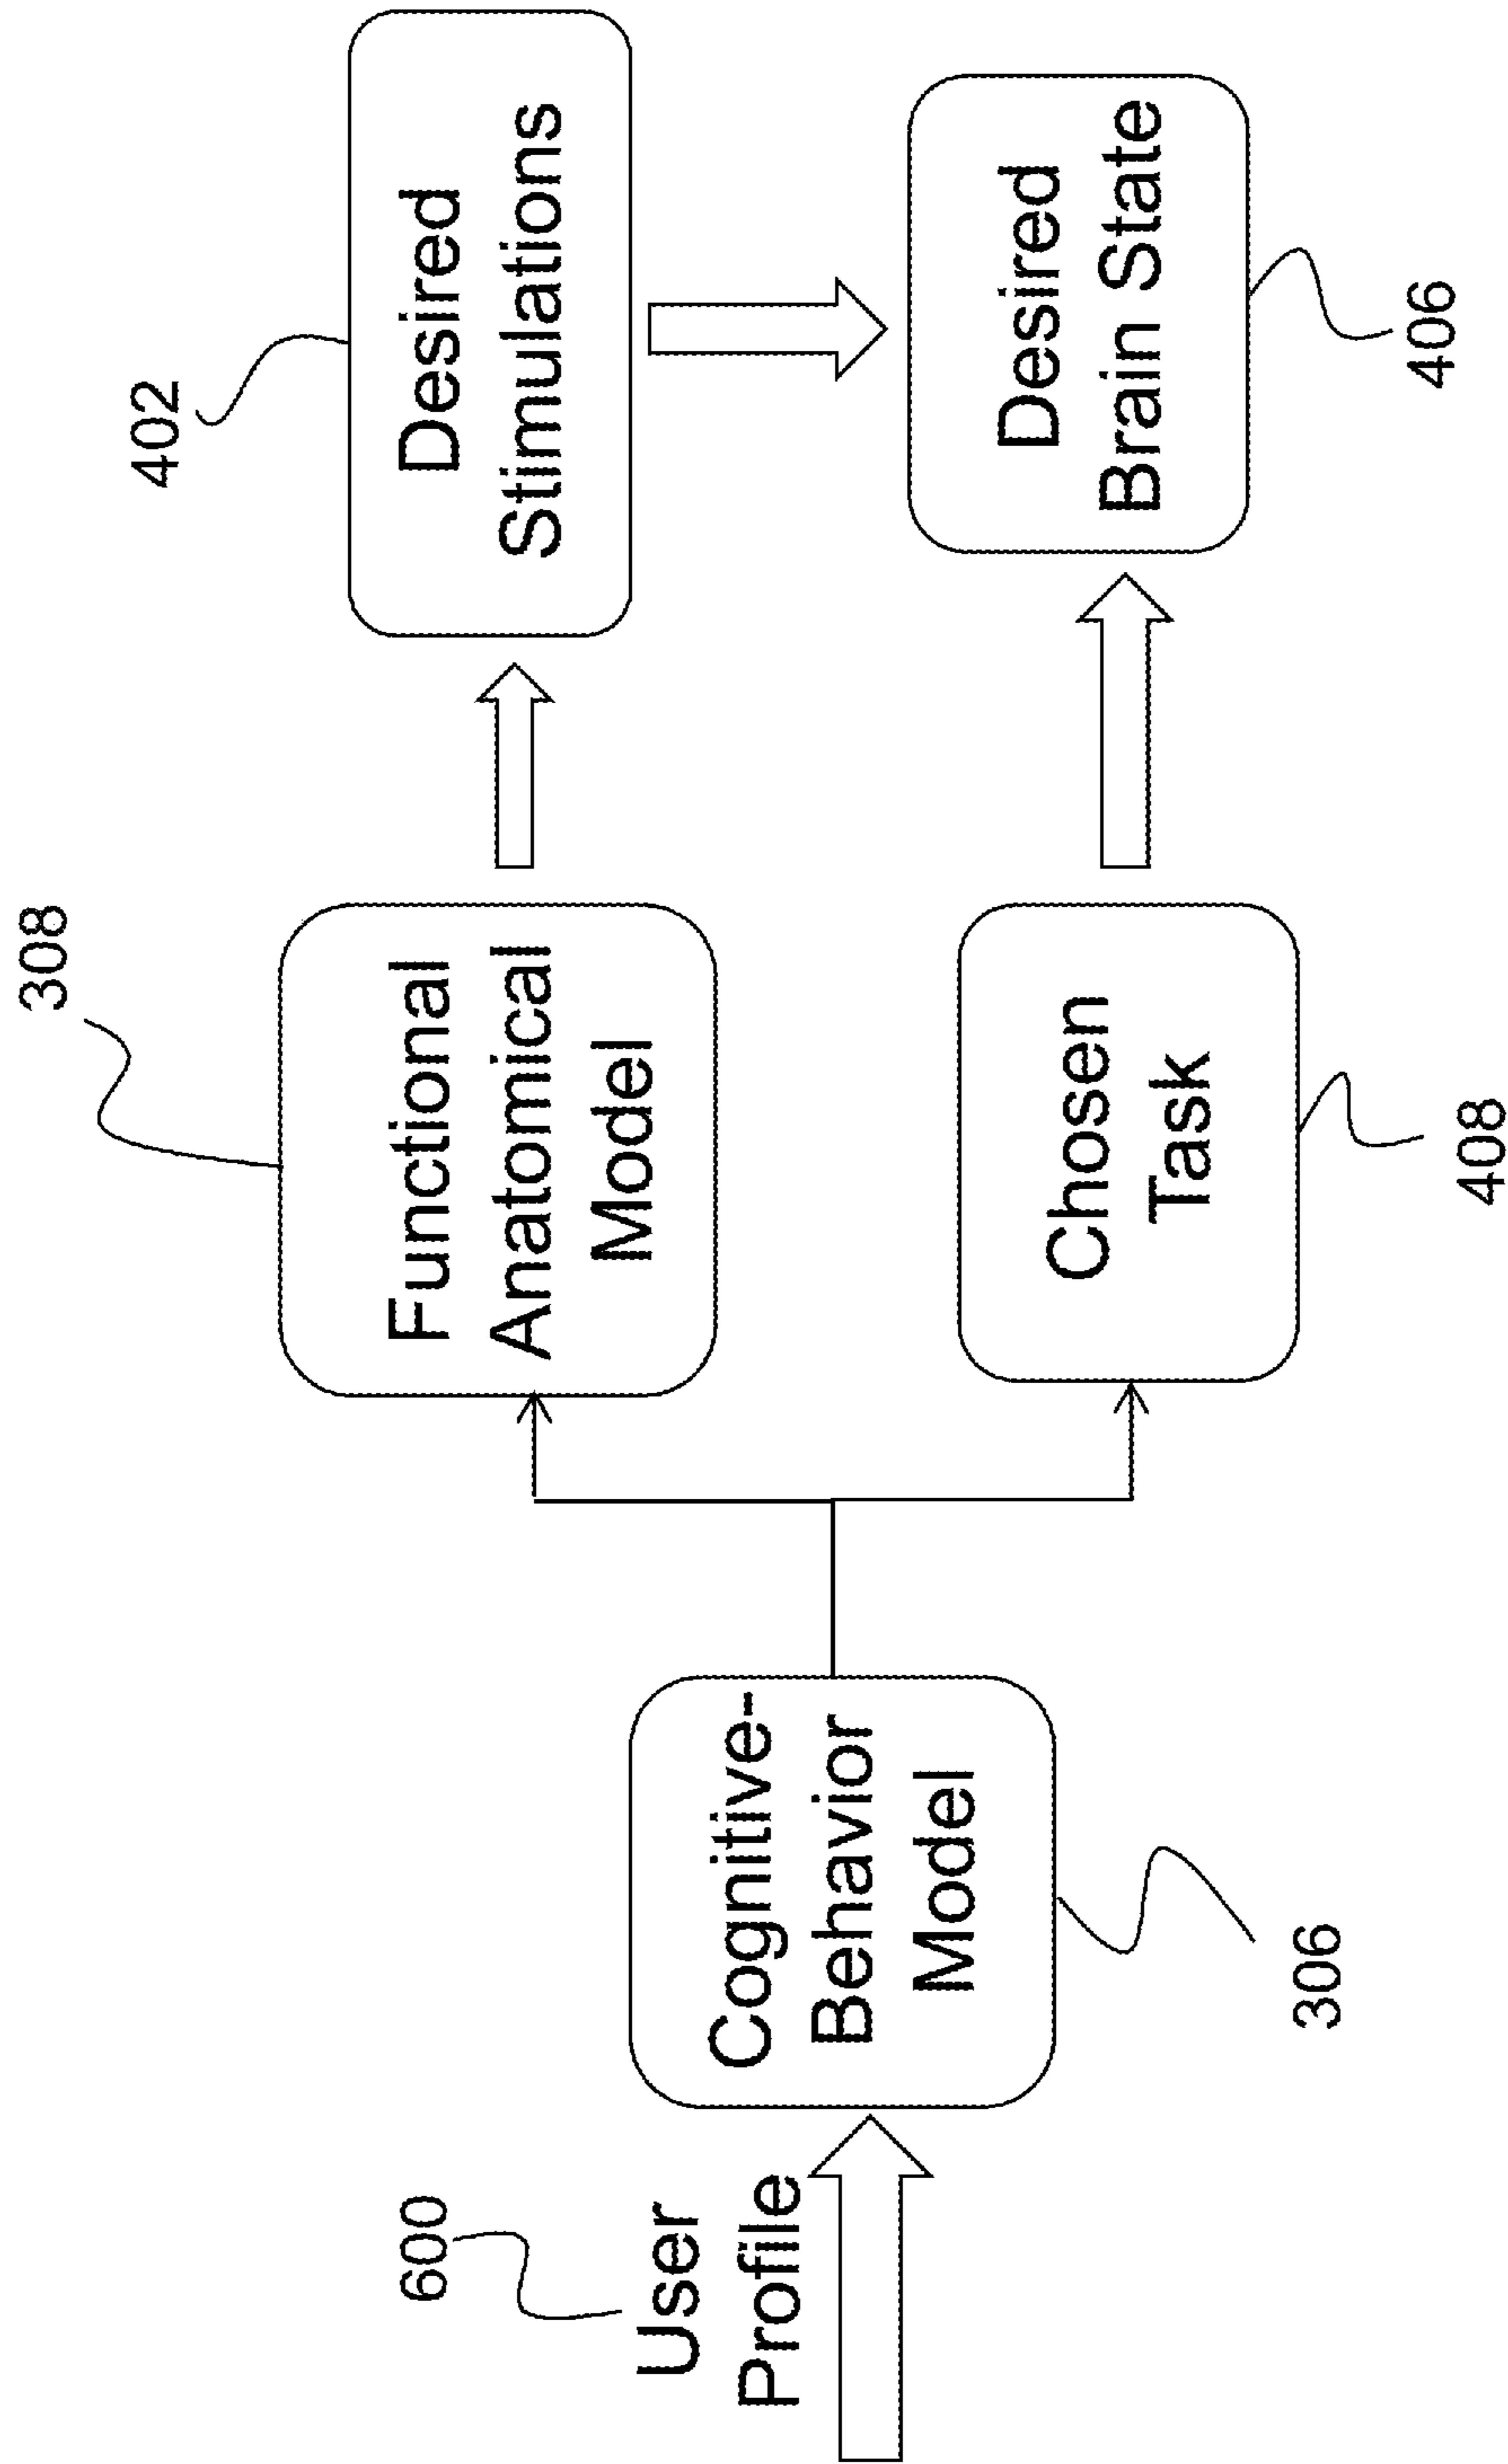 600
User
Profile
Cognitive-
Behavior
Model
306
308
Functional
Anatomical
Model
Chosen
Task
408
402
Desired
Stimulations
Desired
Brain State
406